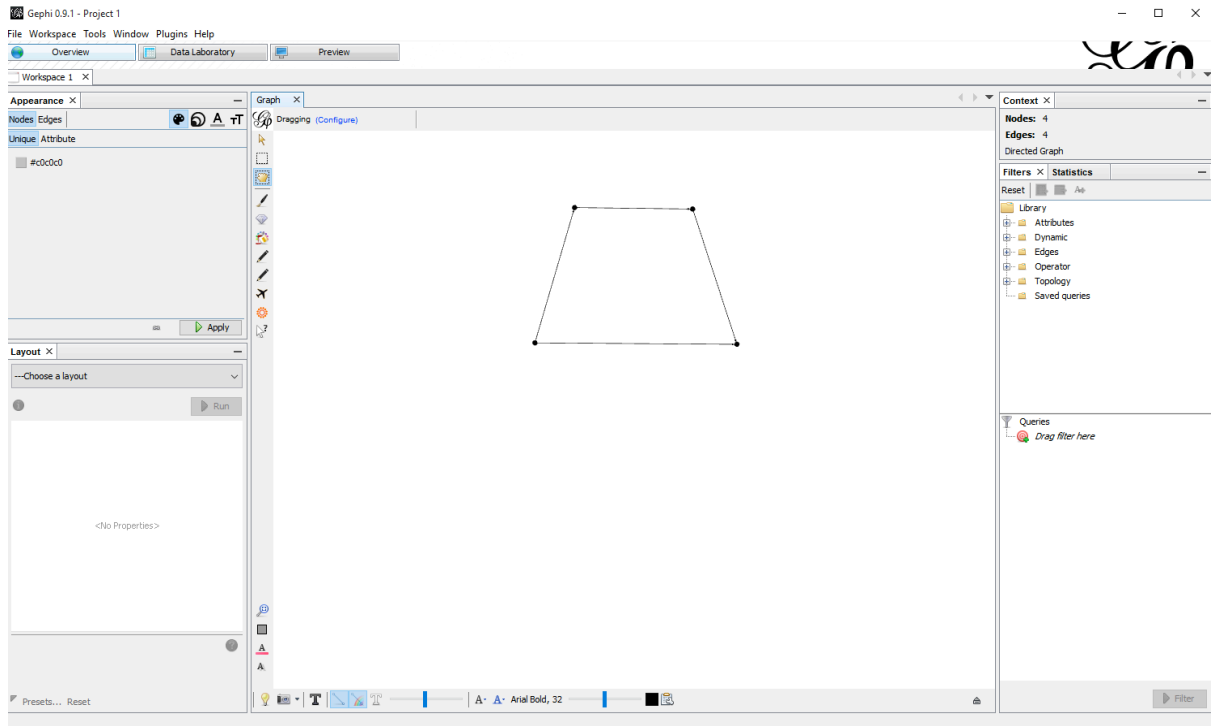 Gephi 0.9.1 - Project 1
File Workspace Tools Window Plugins Help
Overview Data Laboratory Preview
Workspace 1
Appearance
Nodes Edges
Unique Attribute
#c0c0c0
Apply
Layout
---Choose a layout
Run
<No Properties>
Presets... Reset
Graph
Dragging (Configure)
A- A- Arial Bold, 32
Context
Nodes: 4
Edges: 4
Directed Graph
Filters Statistics
Reset
Library
Attributes
Dynamic
Edges
Operator
Topology
Saved queries
Queries
Drag filter here
Filter